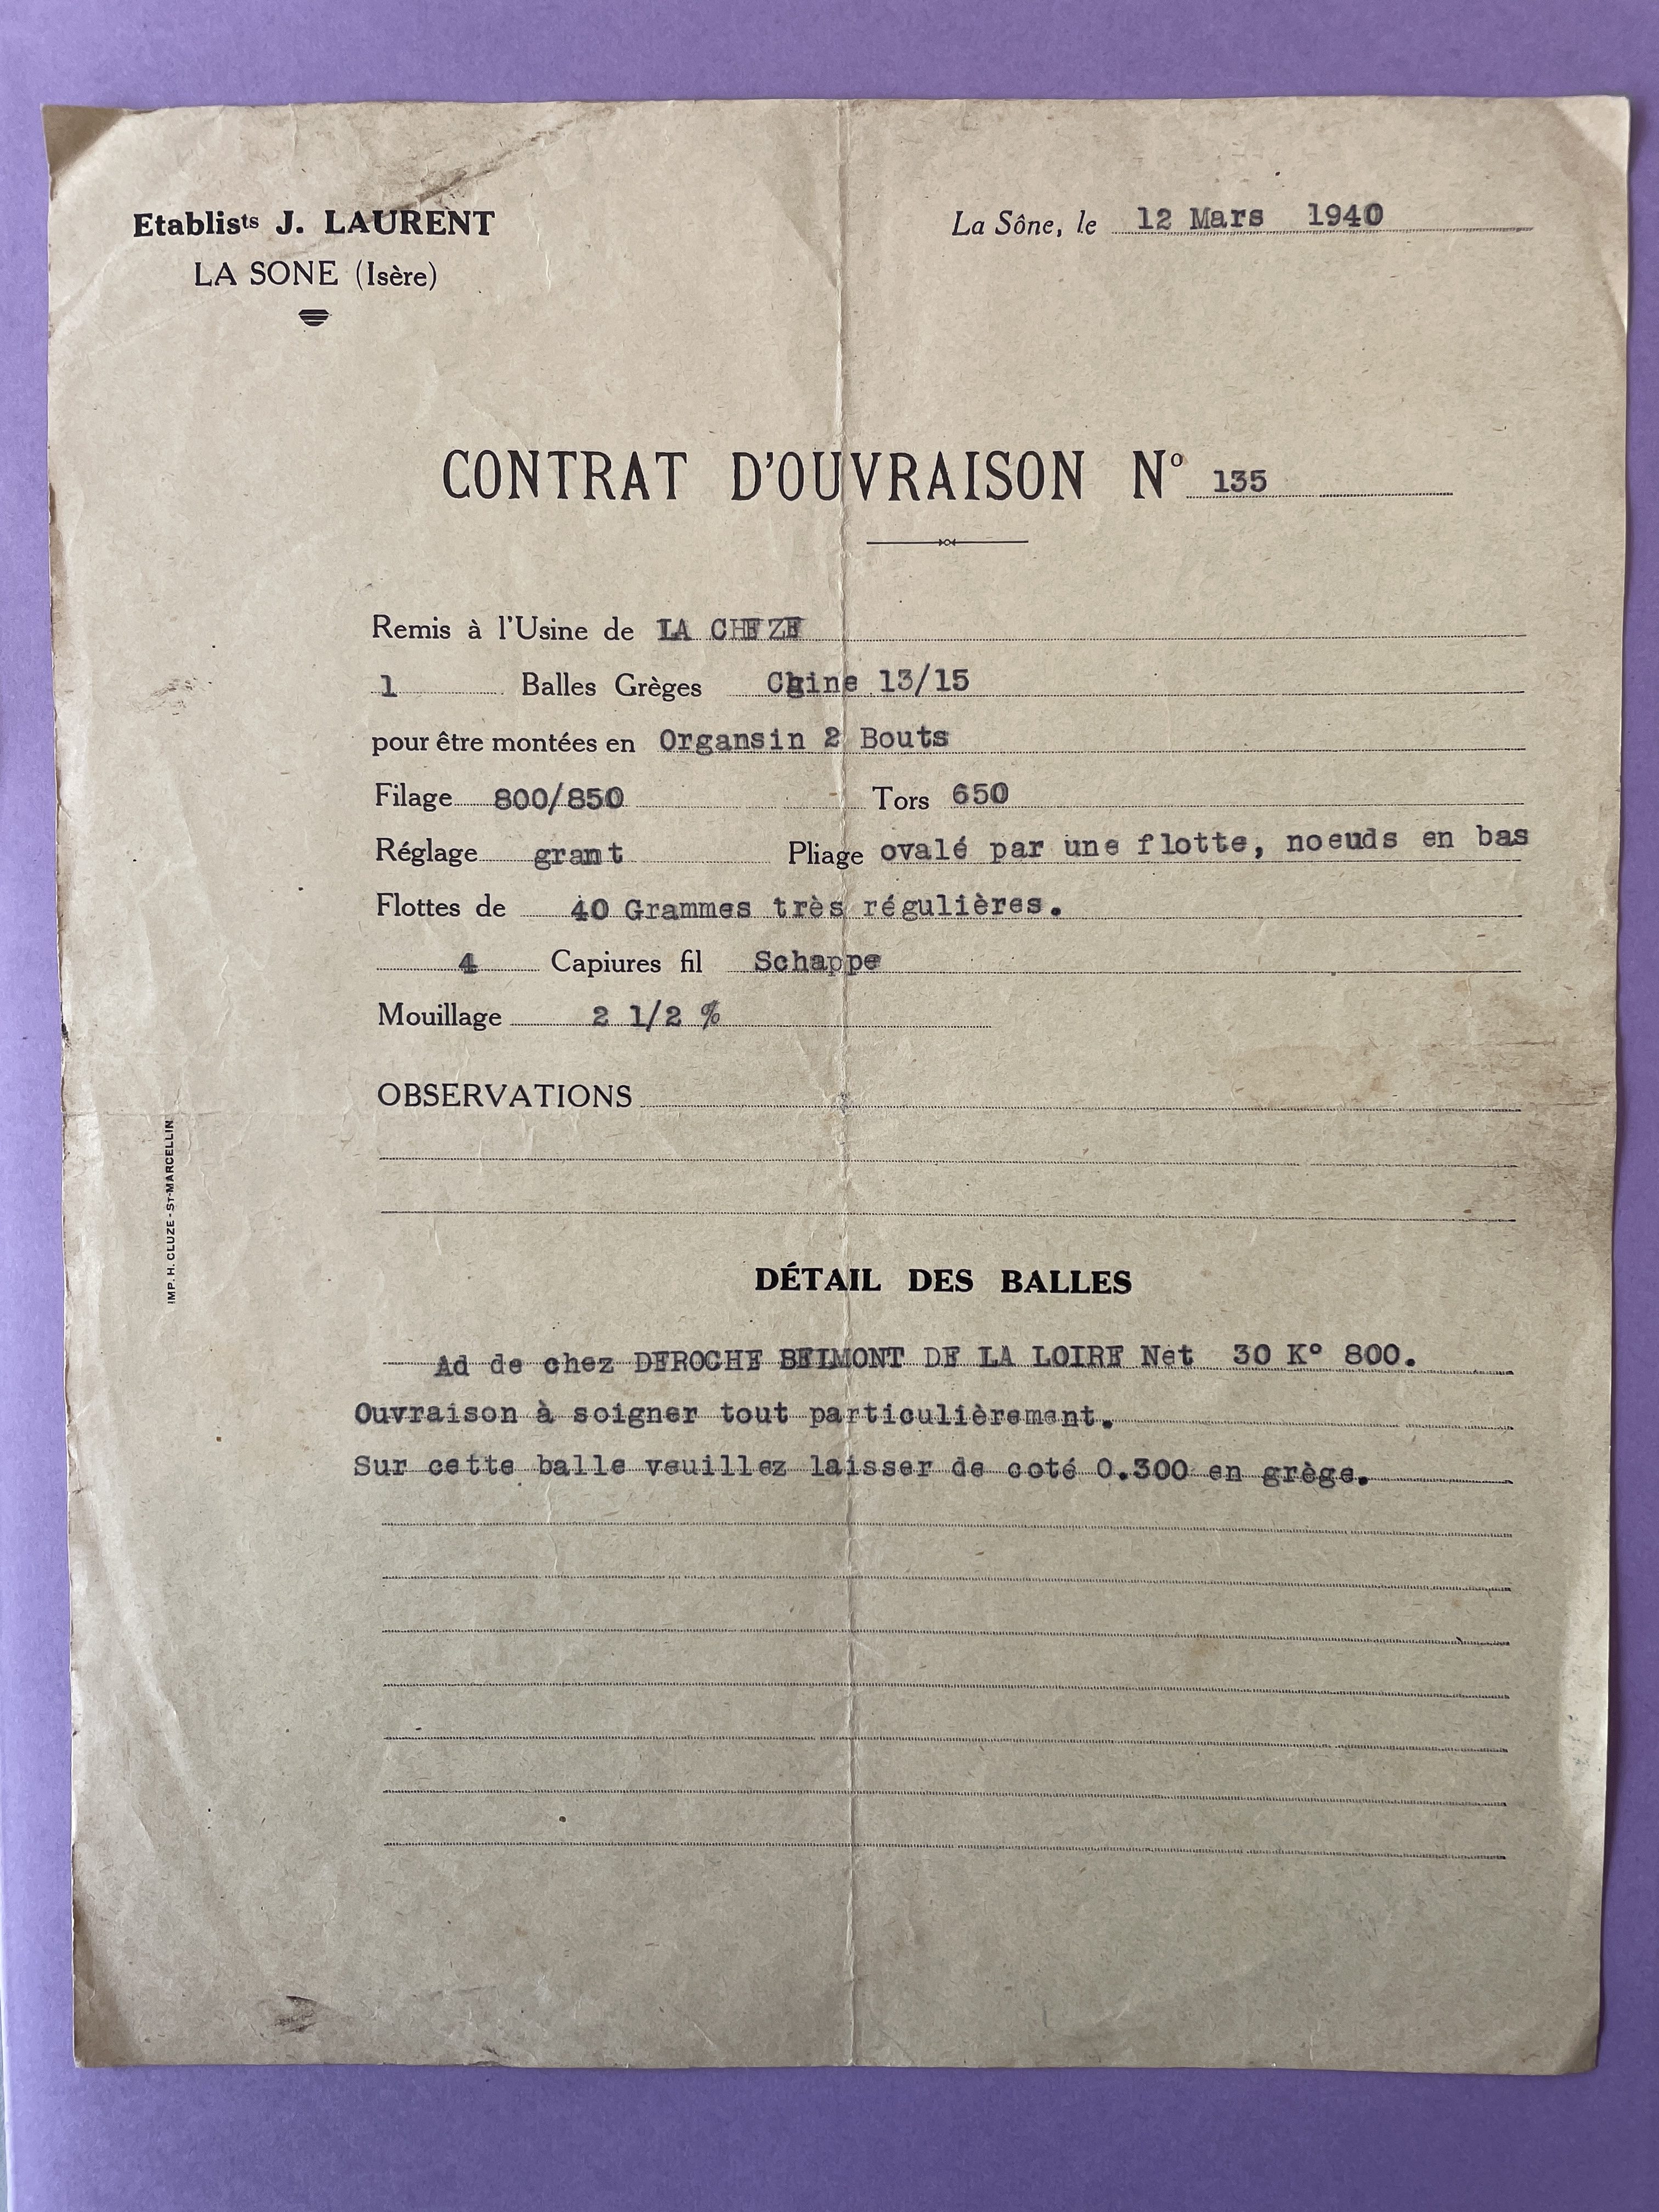 Etablists J. LAURENT
LA SONE (Isère)
La Sône, le 12 Mars 1940
CONTRAT D'OUVRAISON No 135
Remis à l'Usine de LA CHEZE
1 Balles Grèges Chine 13/15
pour être montées en Organsin 2 Bouts
Filage 800/850 Tors 650
Réglage grant Pliage ovalé par une flotte, noeuds en bas
Flottes de 40 Grammes très régulières.
4 Capiures fil Schappe
Mouillage 2 1/2 %
OBSERVATIONS
IMP. H. CLUZE - ST-MARCELLIN
DÉTAIL DES BALLES
Ad de chez DEROCHE BELMONT DE LA LOIRE Net 30 K° 800.
Ouvraison à soigner tout particulièrement.
Sur cette balle veuillez laisser de coté 0.300 en grège.